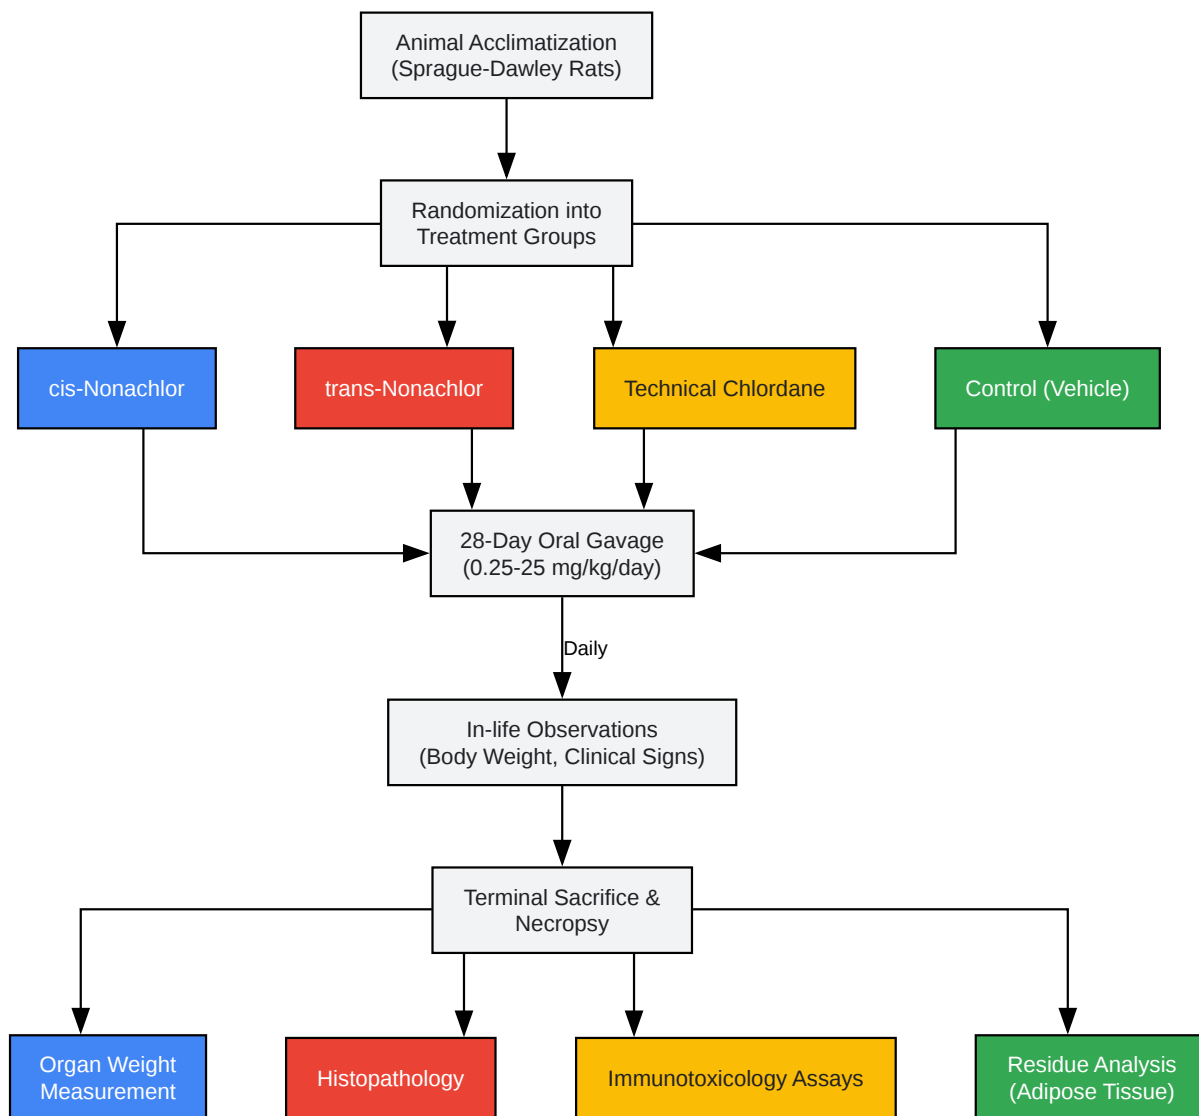 Animal Acclimatization
(Sprague-Dawley Rats)
Randomization into
Treatment Groups
cis-Nonachlor
trans-Nonachlor
Technical Chlordane
Control (Vehicle)
28-Day Oral Gavage
(0.25-25 mg/kg/day)
Daily
In-life Observations
(Body Weight, Clinical Signs)
Terminal Sacrifice &
Necropsy
Organ Weight
Measurement
Histopathology
Immunotoxicology Assays
Residue Analysis
(Adipose Tissue)